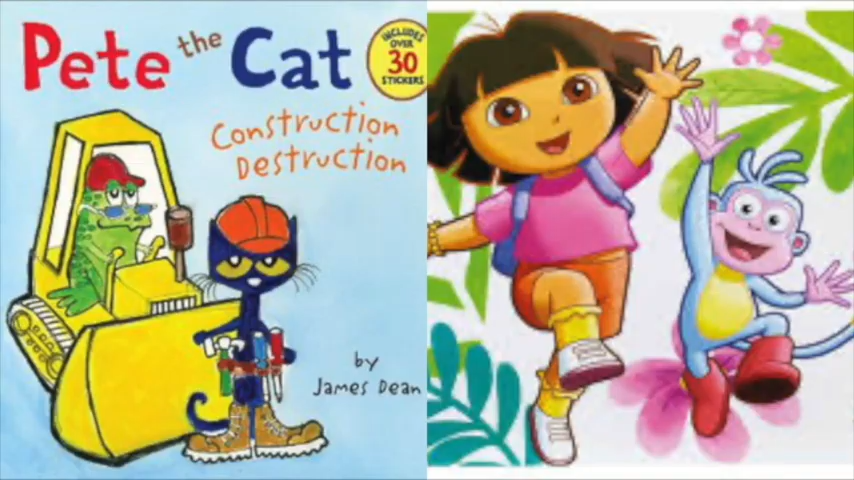 Pete the Cat
INCLUDES
OVER
30
STICKERS
Construction
Destruction
by
James Dean